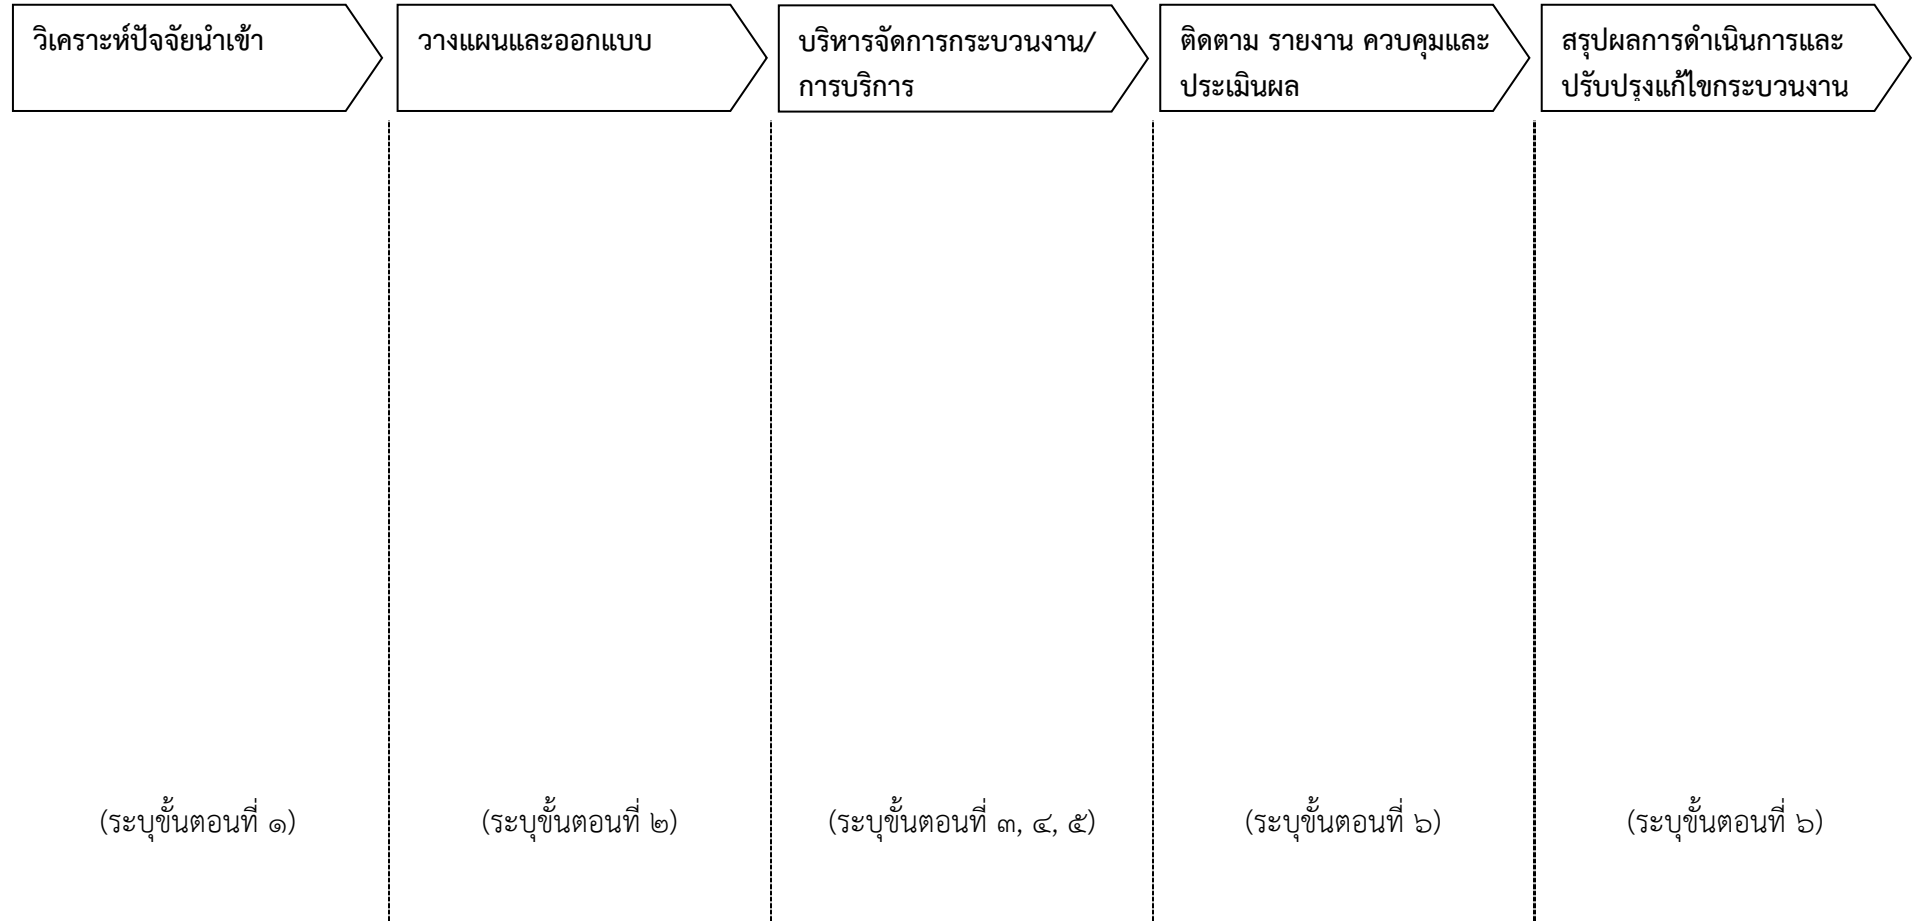 วิเคราะห์ปัจจัยนำเข้า
วางแผนและออกแบบ
บริหารจัดการกระบวนงาน/
การบริการ
ติดตาม รายงาน ควบคุมและ
ประเมินผล
สรุปผลการดำเนินการและ
ปรับปรุงแก้ไขกระบวนงาน
(ระบุขั้นตอนที่ ๑)
(ระบุขั้นตอนที่ ๒)
(ระบุขั้นตอนที่ ๓, ๔, ๕)
(ระบุขั้นตอนที่ ๖)
(ระบุขั้นตอนที่ ๖)